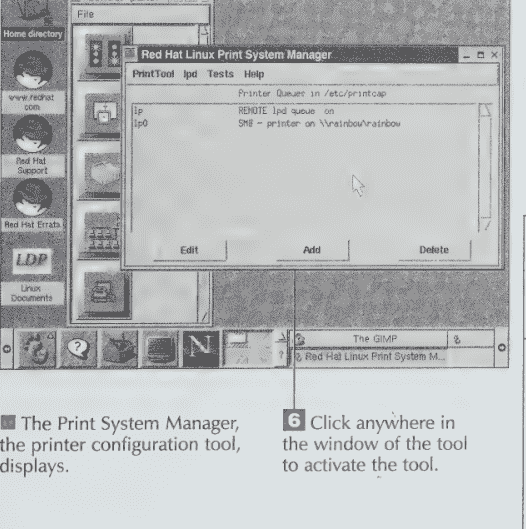 File
Home directory
Red Hat Linux Print System Manager
PrintTool lpd Tests Help
Printer Queues in /etc/printcap
lp REMOTE lpd queue on
lp0 SMB - printer on \\rainbow\rainbow
www.redhat
com
Red Hat
Support
Red Hat Errata
LDP
Linux
Documents
Edit Add Delete
N
The GIMP
Red Hat Linux Print System M...
The Print System Manager,
the printer configuration tool,
displays.
6 Click anywhere in
the window of the tool
to activate the tool.